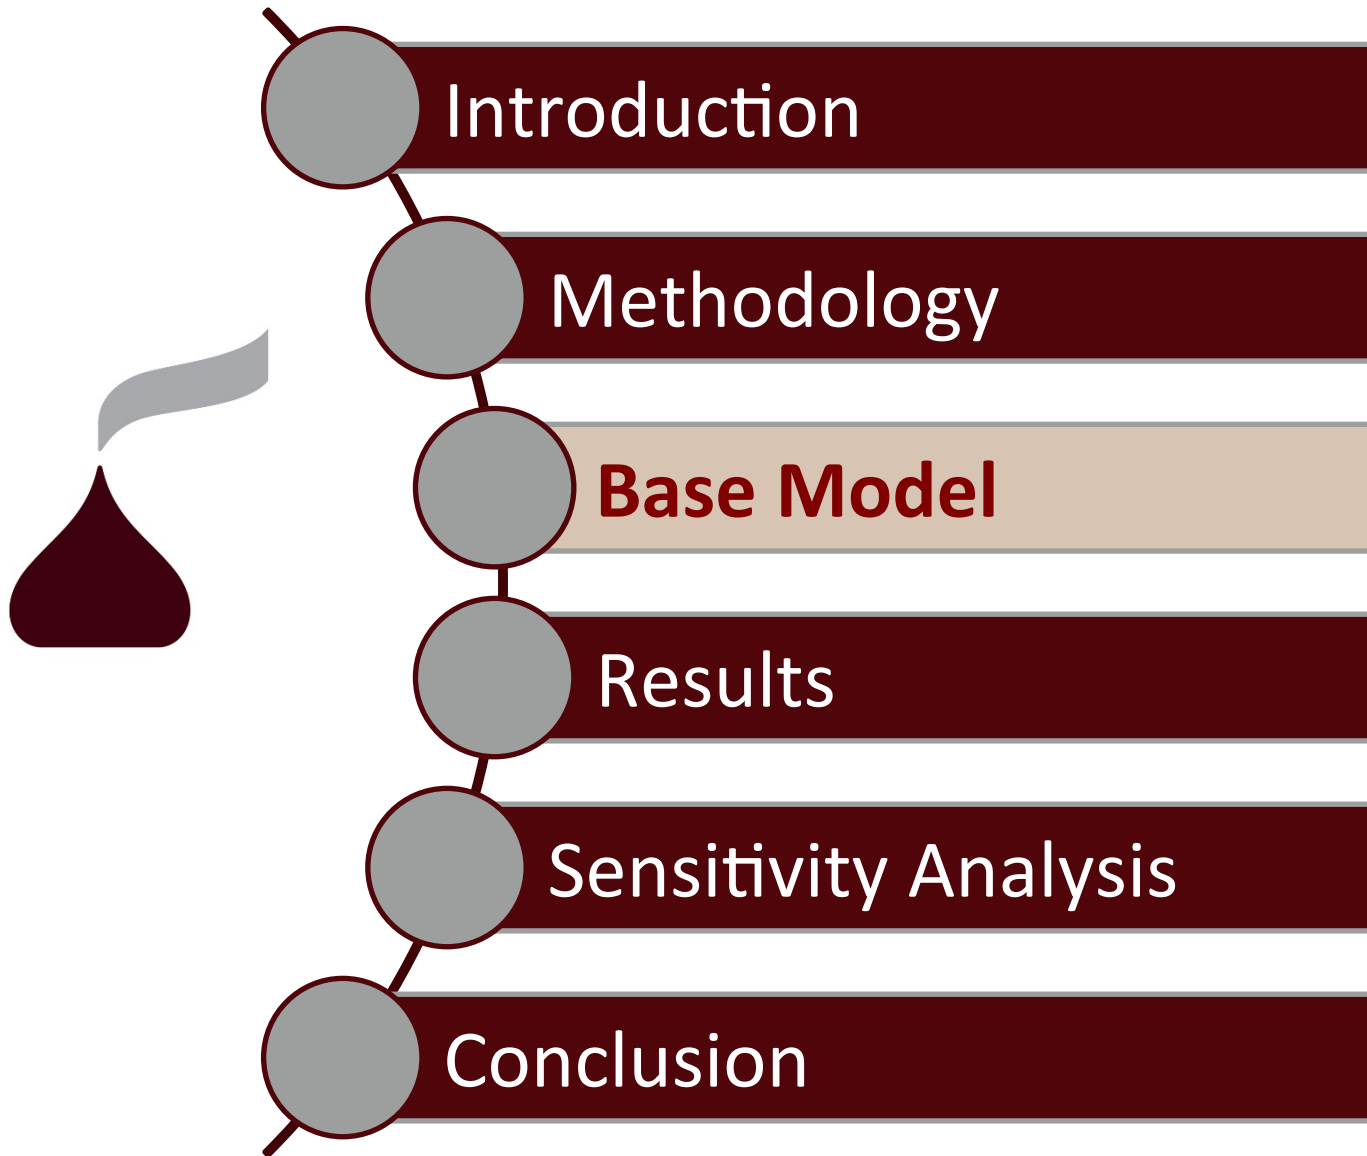 Introduction
Methodology
Base Model
Results
Sensitivity Analysis
Conclusion